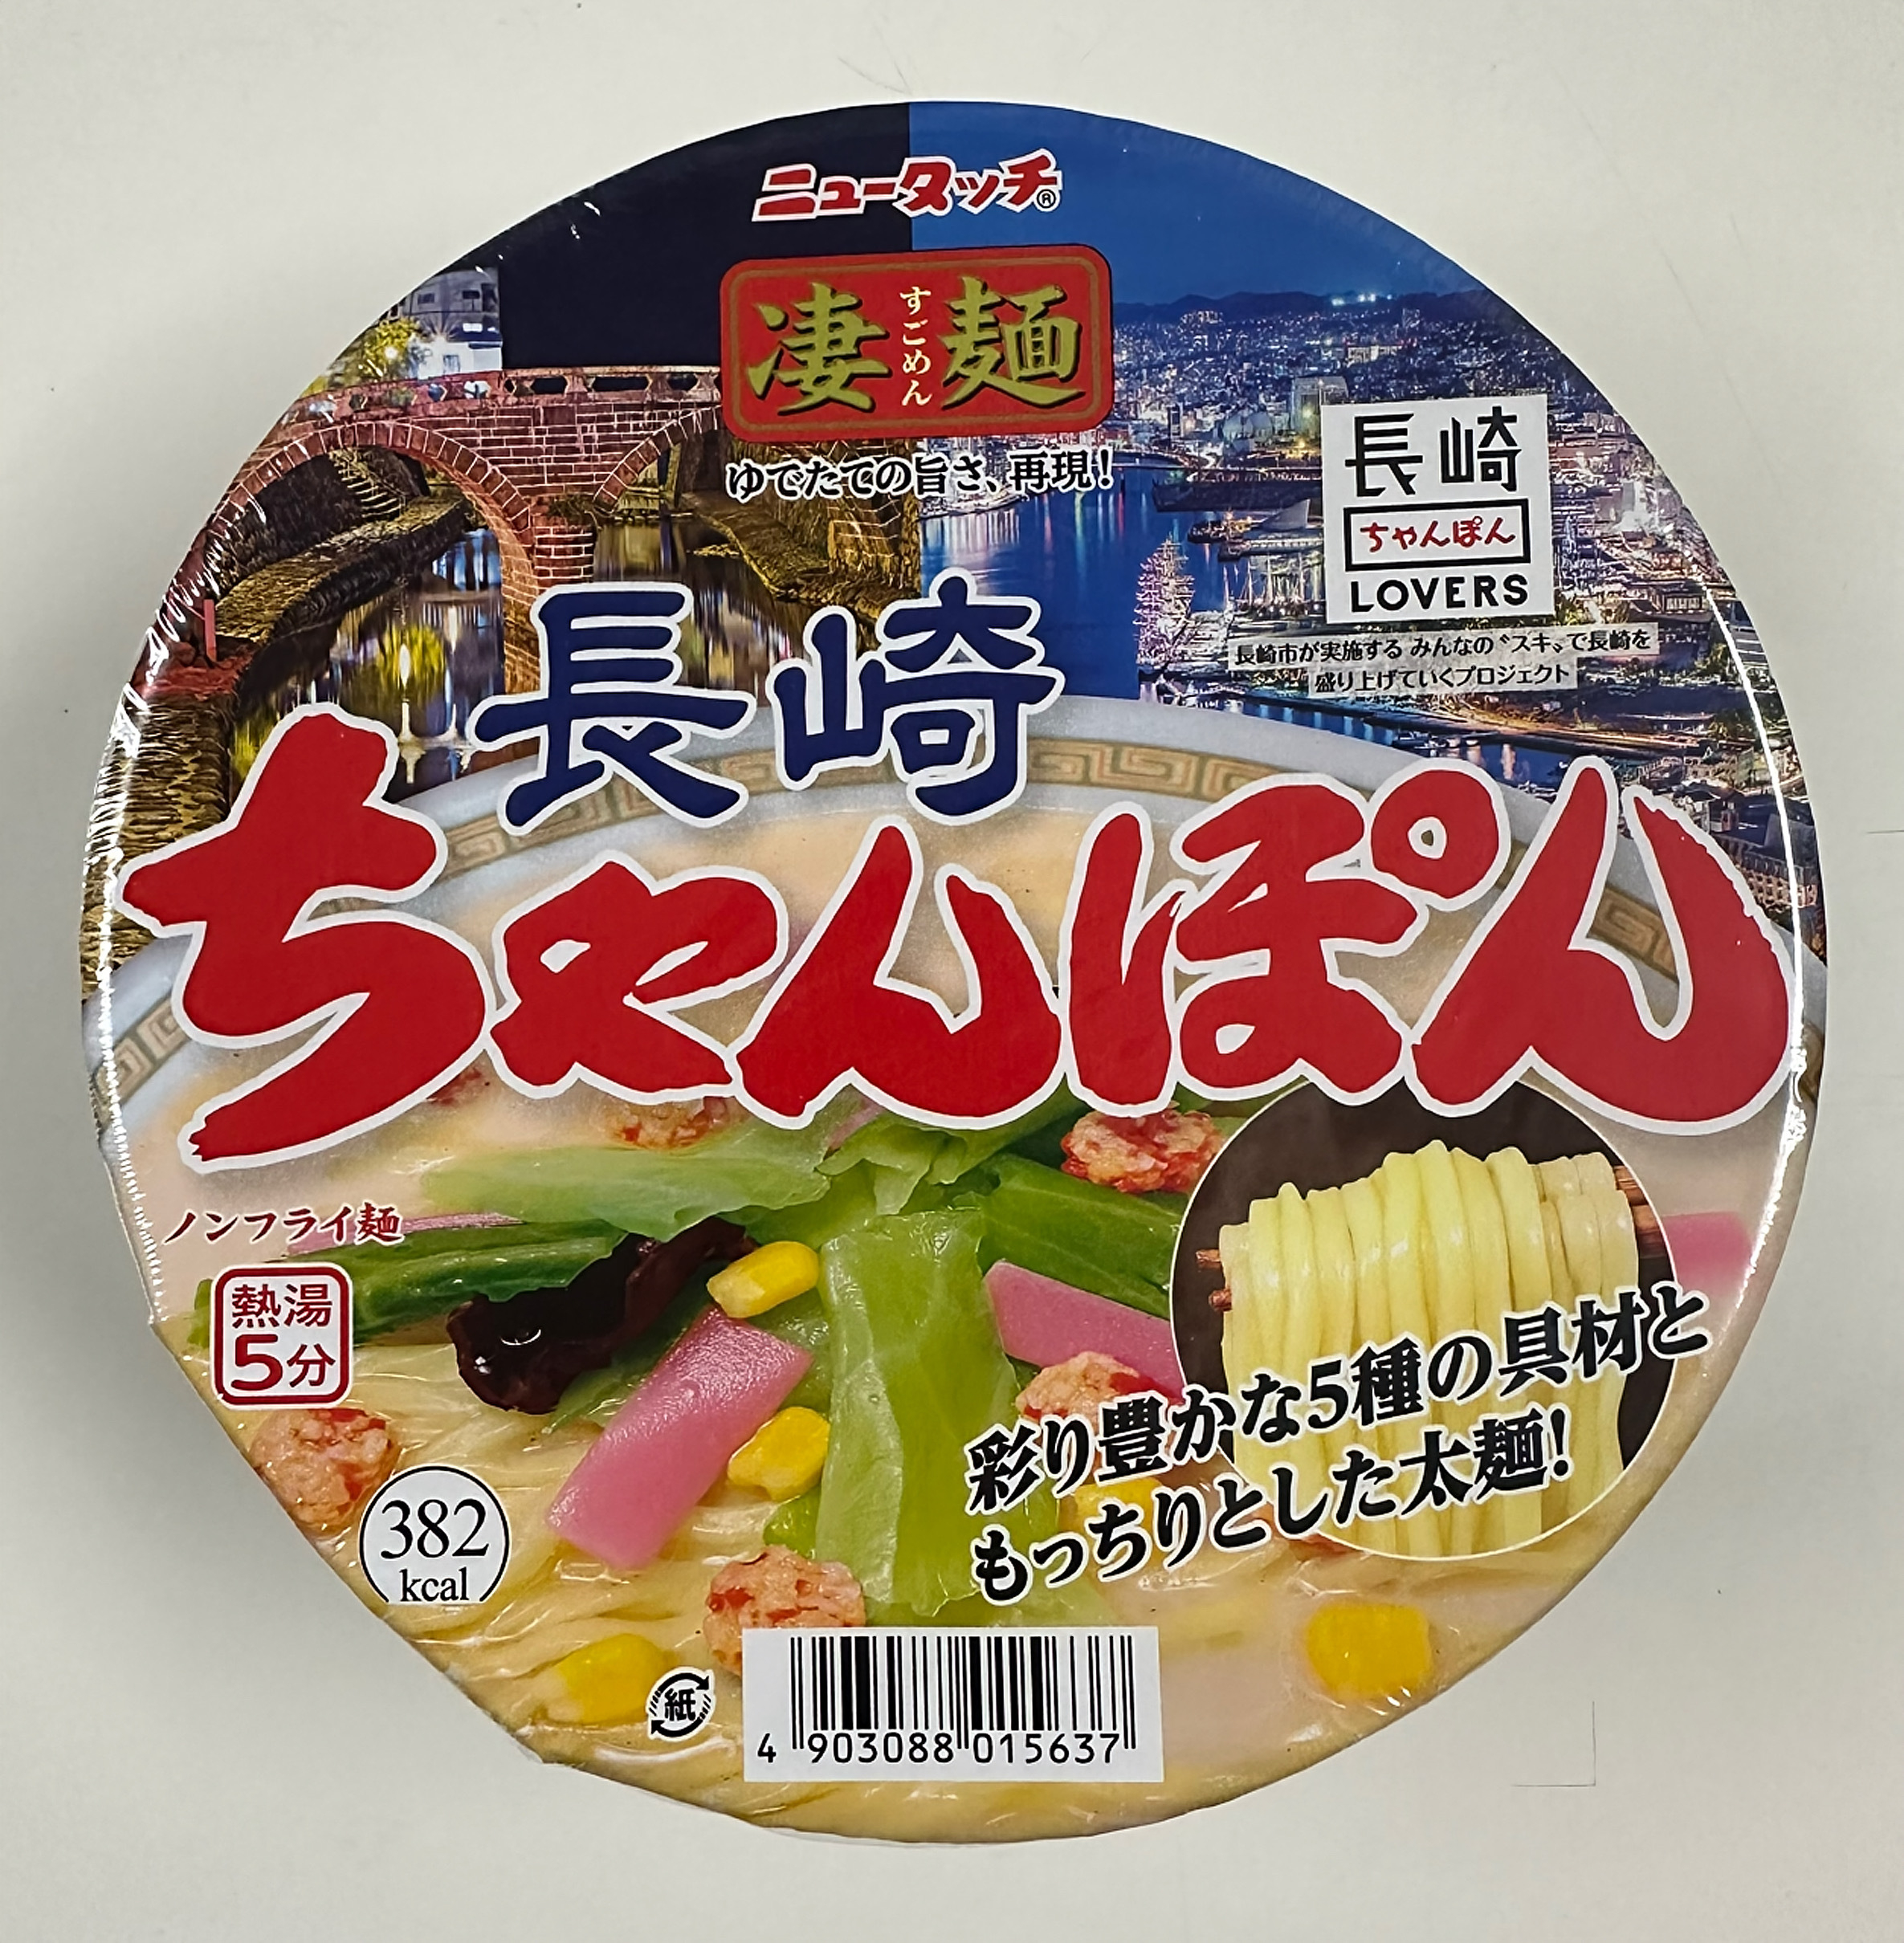 ニュータッチ®
凄麺
すごめん
ゆでたての旨さ、再現!
長崎
ちゃんぽん
LOVERS
長崎市が実施する みんなの〝スキ〟で長崎を
盛り上げていくプロジェクト
長崎
ちゃんぽん
ノンフライ麺
熱湯
5分
彩り豊かな5種の具材と
もっちりとした太麺!
382
kcal
紙
4 903088 015637